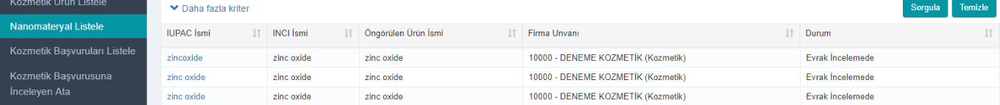 Kozmetik Ürün Listele
Nanomateryal Listele
Kozmetik Başvuruları Listele
Kozmetik Başvurusuna
İnceleyen Ata
Daha fazla kriter
Sorgula Temizle
IUPAC İsmi INCI İsmi Öngörülen Ürün İsmi Firma Unvanı Durum
zincoxide zinc oxide zinc oxide 10000 - DENEME KOZMETİK (Kozmetik) Evrak İncelemede
zinc oxide zinc oxide zinc oxide 10000 - DENEME KOZMETİK (Kozmetik) Evrak İncelemede
zinc oxide zinc oxide zinc oxide 10000 - DENEME KOZMETİK (Kozmetik) Evrak İncelemede